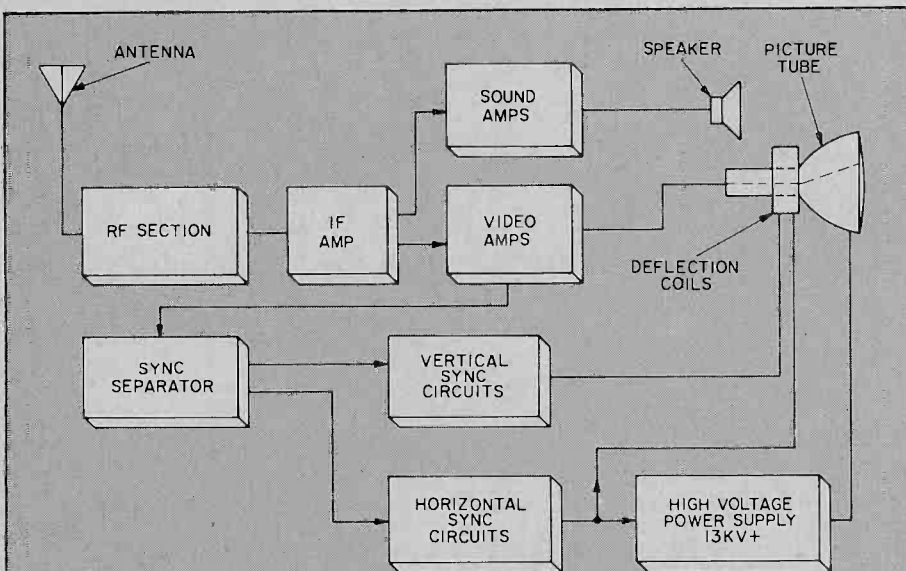 ANTENNA
SPEAKER
PICTURE
TUBE
SOUND
AMPS
RF SECTION
IF
AMP
VIDEO
AMPS
DEFLECTION
COILS
SYNC
SEPARATOR
VERTICAL
SYNC
CIRCUITS
HORIZONTAL
SYNC
CIRCUITS
HIGH VOLTAGE
POWER SUPPLY
13KV+